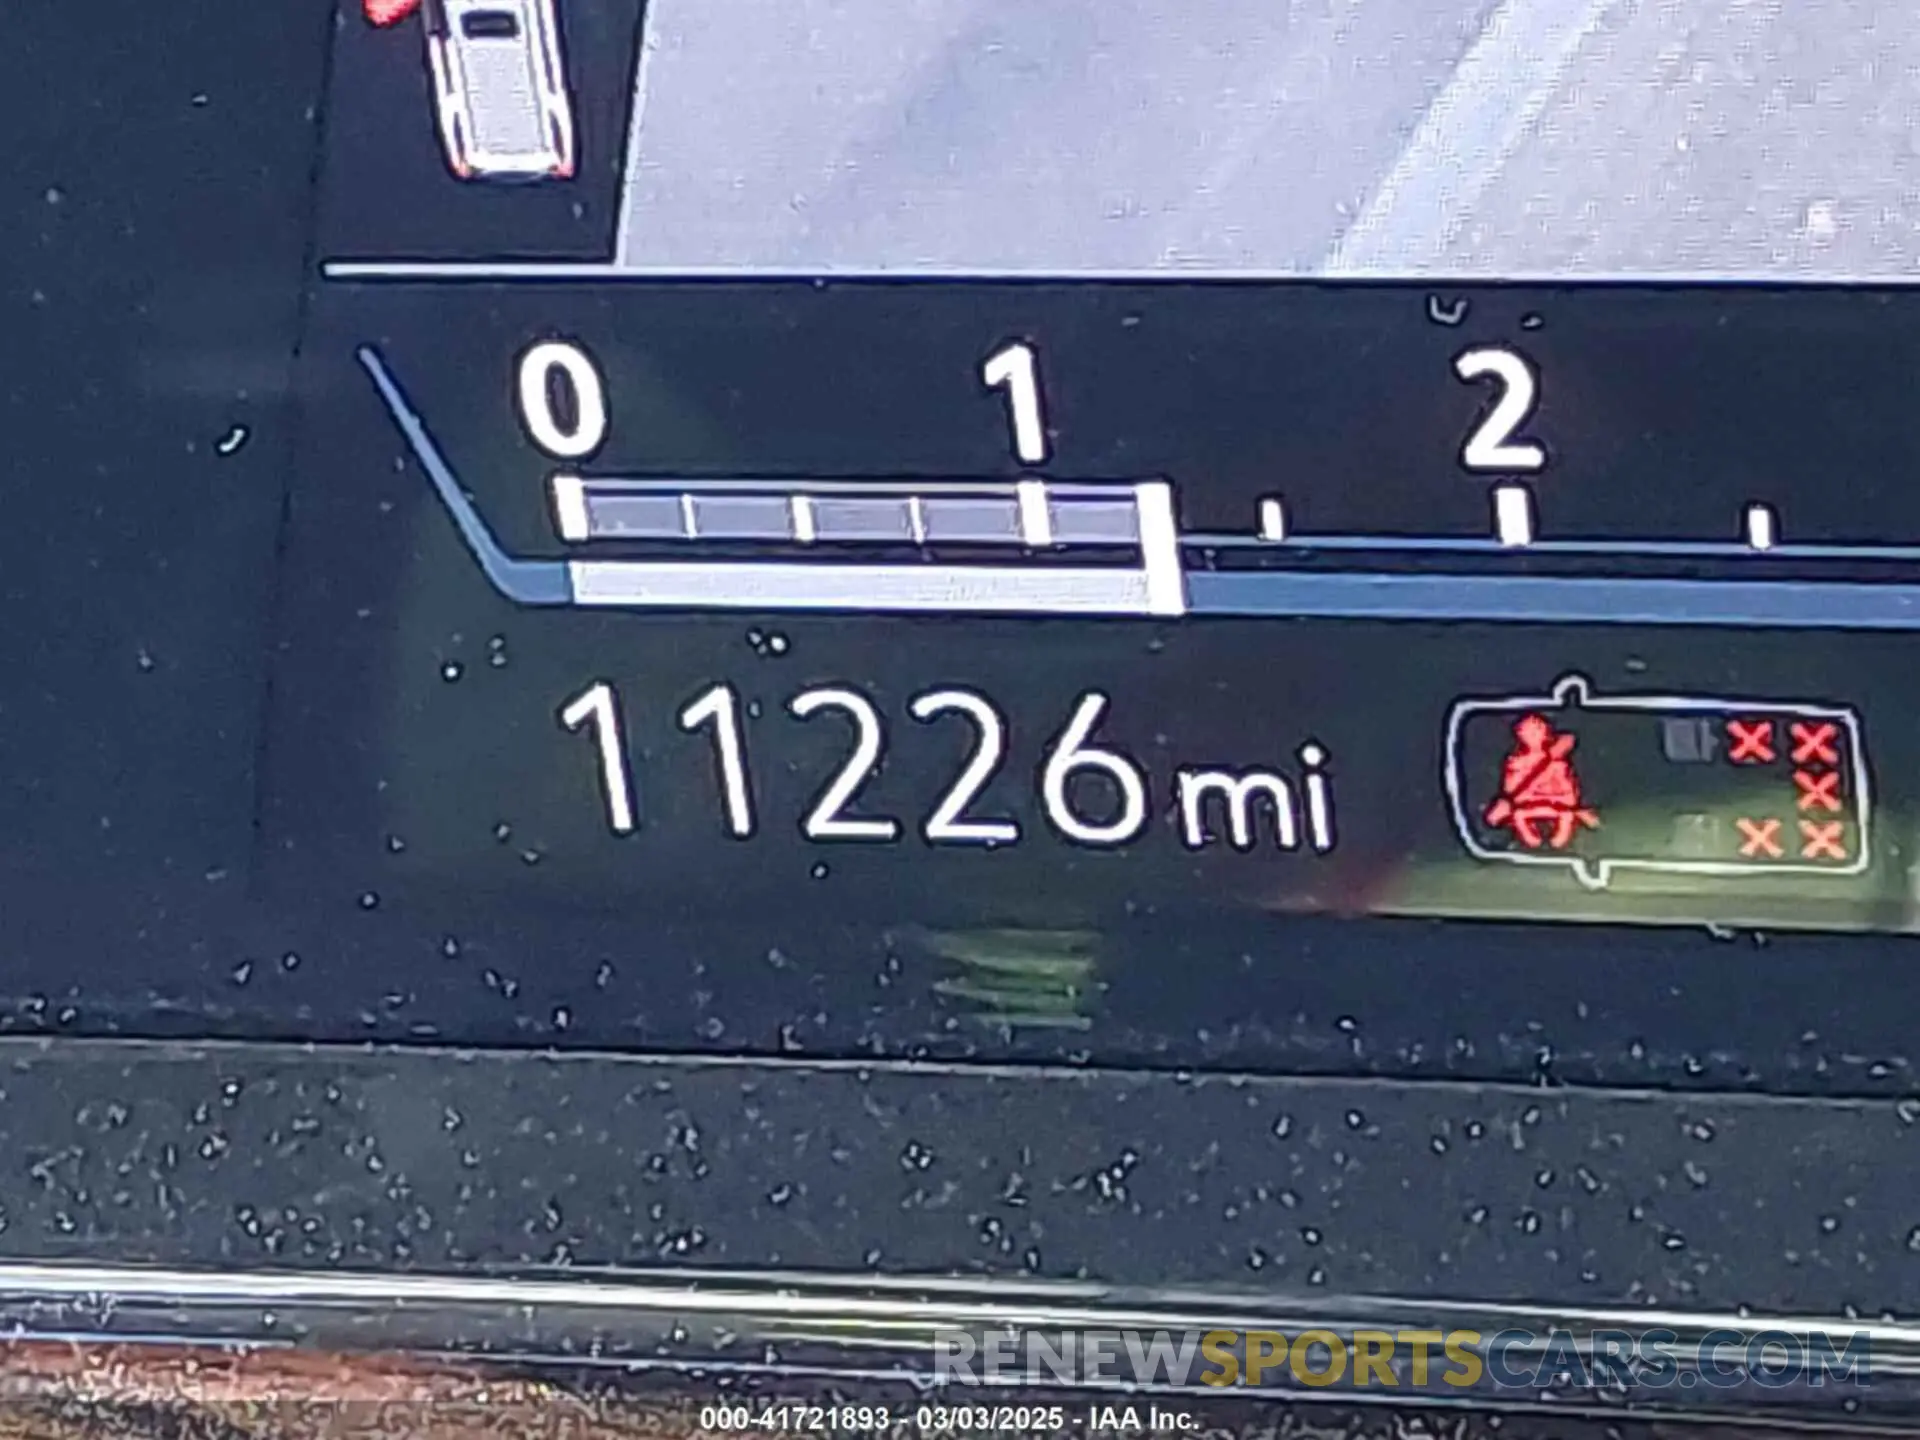 0 1 2
11226mi
RENEWSPORTSCARS.COM
000-41721893 - 03/03/2025 - IAA Inc.